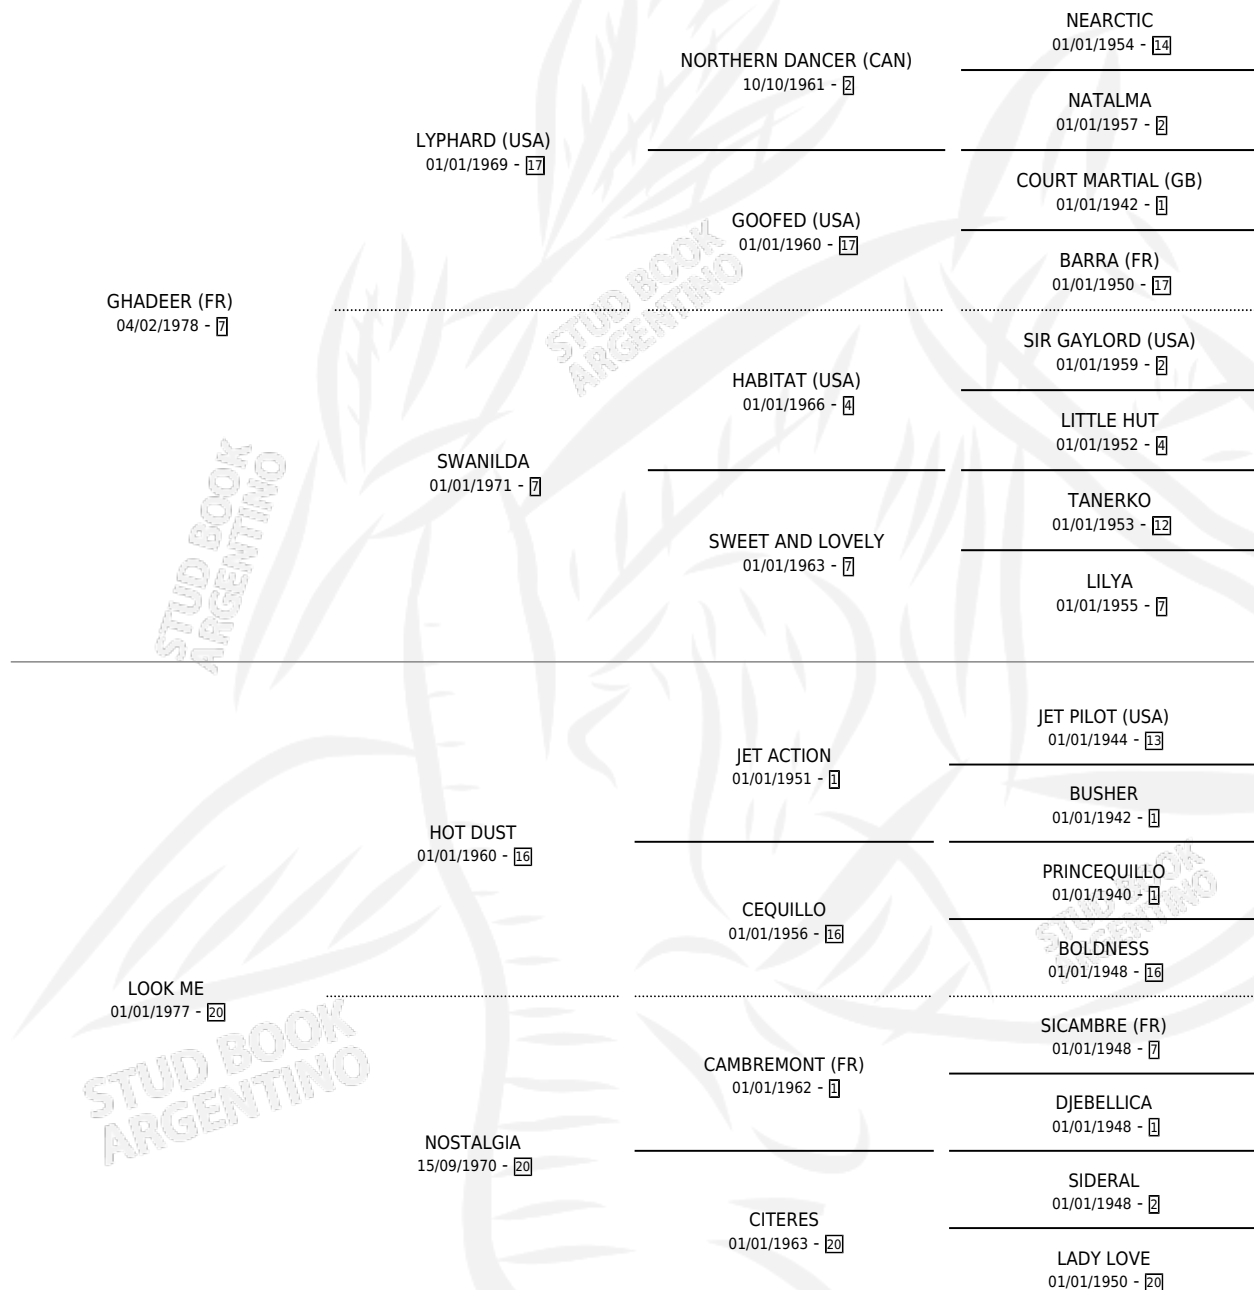 NEARCTIC
01/01/1954 - 14
NORTHERN DANCER (CAN)
10/10/1961 - 2
NATALMA
01/01/1957 - 2
LYPHARD (USA)
01/01/1969 - 17
COURT MARTIAL (GB)
01/01/1942 - 1
GOOFED (USA)
01/01/1960 - 17
BARRA (FR)
01/01/1950 - 17
GHADEER (FR)
04/02/1978 - 7
SIR GAYLORD (USA)
01/01/1959 - 2
HABITAT (USA)
01/01/1966 - 4
LITTLE HUT
01/01/1952 - 4
SWANILDA
01/01/1971 - 7
TANERKO
01/01/1953 - 12
SWEET AND LOVELY
01/01/1963 - 7
LILYA
01/01/1955 - 7
JET PILOT (USA)
01/01/1944 - 13
JET ACTION
01/01/1951 - 1
BUSHER
01/01/1942 - 1
HOT DUST
01/01/1960 - 16
PRINCEQUILLO
01/01/1940 - 1
CEQUILLO
01/01/1956 - 16
BOLDNESS
01/01/1948 - 16
LOOK ME
01/01/1977 - 20
SICAMBRE (FR)
01/01/1948 - 7
CAMBREMONT (FR)
01/01/1962 - 1
DJEBELLICA
01/01/1948 - 1
NOSTALGIA
15/09/1970 - 20
SIDERAL
01/01/1948 - 2
CITERES
01/01/1963 - 20
LADY LOVE
01/01/1950 - 20
STUD BOOK
ARGENTINO
STUD BOOK
ARGENTINO
STUD BOOK
ARGENTINO
STUD BOOK
ARGENTINO